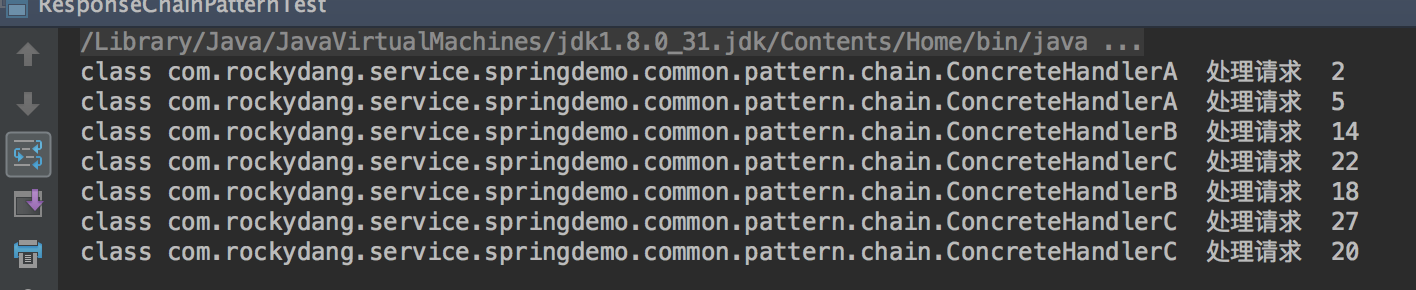 ResponseChainPatternTest
/Library/Java/JavaVirtualMachines/jdk1.8.0_31.jdk/Contents/Home/bin/java ...
class com.rockydang.service.springdemo.common.pattern.chain.ConcreteHandlerA  处理请求  2
class com.rockydang.service.springdemo.common.pattern.chain.ConcreteHandlerA  处理请求  5
class com.rockydang.service.springdemo.common.pattern.chain.ConcreteHandlerB  处理请求  14
class com.rockydang.service.springdemo.common.pattern.chain.ConcreteHandlerC  处理请求  22
class com.rockydang.service.springdemo.common.pattern.chain.ConcreteHandlerB  处理请求  18
class com.rockydang.service.springdemo.common.pattern.chain.ConcreteHandlerC  处理请求  27
class com.rockydang.service.springdemo.common.pattern.chain.ConcreteHandlerC  处理请求  20